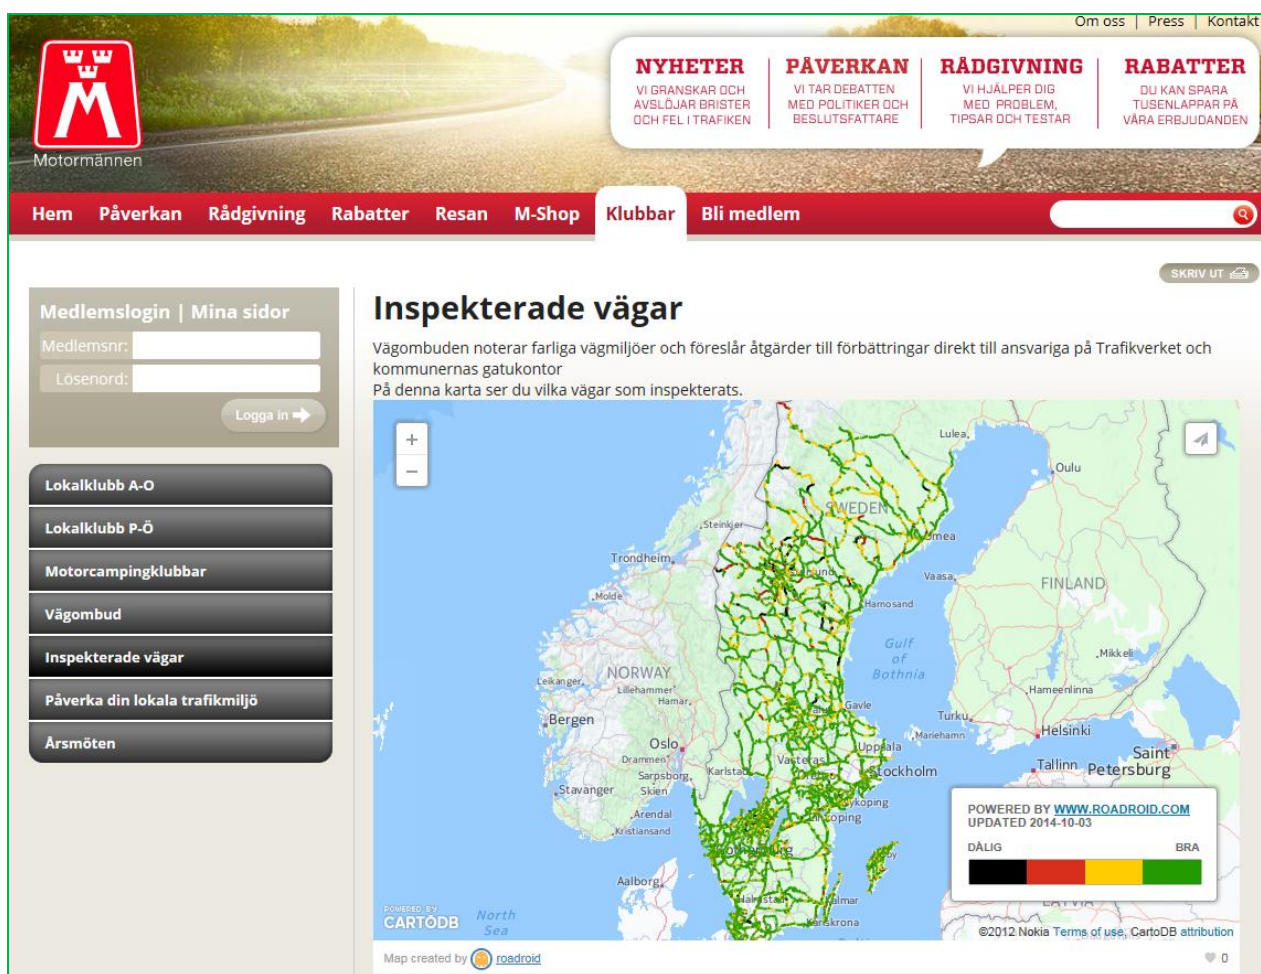 Om oss | Press | Kontakt
Motormännen
NYHETER
VI GRANSKAR OCH
AVSLÖJAR BRISTER
OCH FEL I TRAFIKEN
PÅVERKAN
VI TAR DEBATTEN
MED POLITIKER OCH
BESLUTSFATTARE
RÅDGIVNING
VI HJÄLPER DIG
MED PROBLEM,
TIPSAR OCH TESTAR
RABATTER
DU KAN SPARA
TUSENLAPPAR PÅ
VÅRA ERBJUDANDEN
Hem Påverkan Rådgivning Rabatter Resan M-Shop Klubbar Bli medlem
SKRIV UT
Medlemslogin | Mina sidor
Medlemsnr:
Lösenord:
Logga in
Lokalklubb A-O
Lokalklubb P-Ö
Motorcampingklubbar
Vägombud
Inspekterade vägar
Påverka din lokala trafikmiljö
Årsmöten
Inspekterade vägar
Vägombuden noterar farliga vägmiljöer och föreslår åtgärder till förbättringar direkt till ansvariga på Trafikverket och
kommunernas gatukontor
På denna karta ser du vilka vägar som inspekterats.
+
−
Lulea
Oulu
SWEDEN
Steinkjer
Umea
Trondheim
Vaasa
FINLAND
Molde
Harnosand
Gulf
of
Bothnia
Mikkeli
NORWAY
Leikanger
Lillehammer
Hamar
Hameenlinna
Gavle
Bergen
Turku
Helsinki
Mariehamn
Oslo
Uppsala
Saint
Petersburg
Drammen
Vasteras
Tallinn
Sarpsborg
Karlstad
Stockholm
Stavanger
Skien
Arendal
Kristiansand
Aalborg
Halmstad
Kalmar
Karlskrona
LATVIA
North
Sea
POWERED BY WWW.ROADROID.COM
UPDATED 2014-10-03
DÅLIG BRA
POWERED BY
CARTODB
©2012 Nokia Terms of use, CartoDB attribution
Map created by roadroid
0